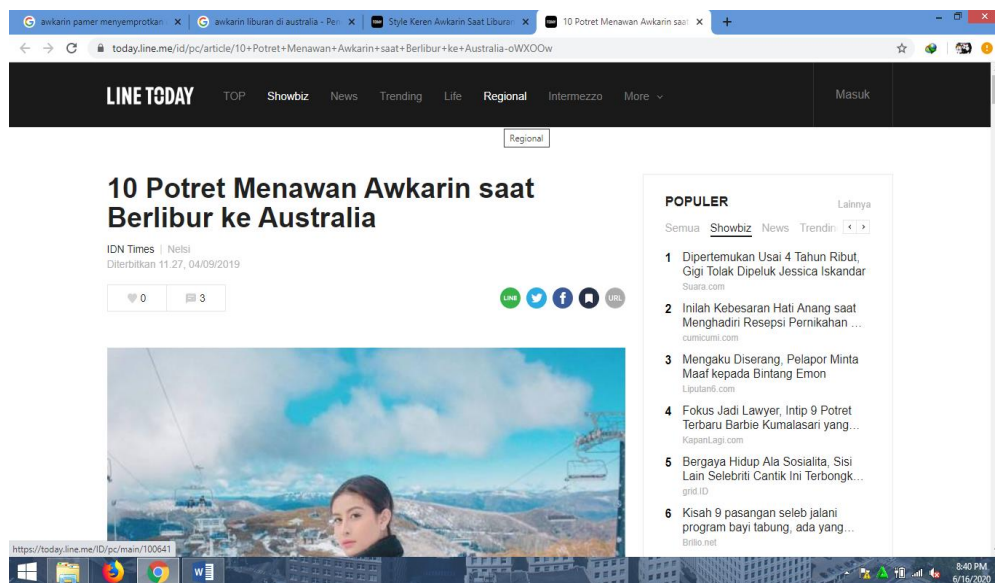 awkarin pamer menyemprotkan
awkarin liburan di australia - Pen
Style Keren Awkarin Saat Liburan
10 Potret Menawan Awkarin saat
today.line.me/id/pc/article/10+Potret+Menawan+Awkarin+saat+Berlibur+ke+Australia-oWXOOw
LINE TODAY TOP Showbiz News Trending Life Regional Intermezzo More Masuk
Regional
10 Potret Menawan Awkarin saat
Berlibur ke Australia
IDN Times | Nelsi
Diterbitkan 11.27, 04/09/2019
0 3
LINE URL
POPULER Lainnya
Semua Showbiz News Trendin
1 Dipertemukan Usai 4 Tahun Ribut,
Gigi Tolak Dipeluk Jessica Iskandar
Suara.com
2 Inilah Kebesaran Hati Anang saat
Menghadiri Resepsi Pernikahan ...
cumicumi.com
3 Mengaku Diserang, Pelapor Minta
Maaf kepada Bintang Emon
Liputan6.com
4 Fokus Jadi Lawyer, Intip 9 Potret
Terbaru Barbie Kumalasari yang...
KapanLagi.com
5 Bergaya Hidup Ala Sosialita, Sisi
Lain Selebriti Cantik Ini Terbongk...
grid.ID
6 Kisah 9 pasangan seleb jalani
program bayi tabung, ada yang...
Brilio.net
https://today.line.me/ID/pc/main/100641
8:40 PM
6/16/2020